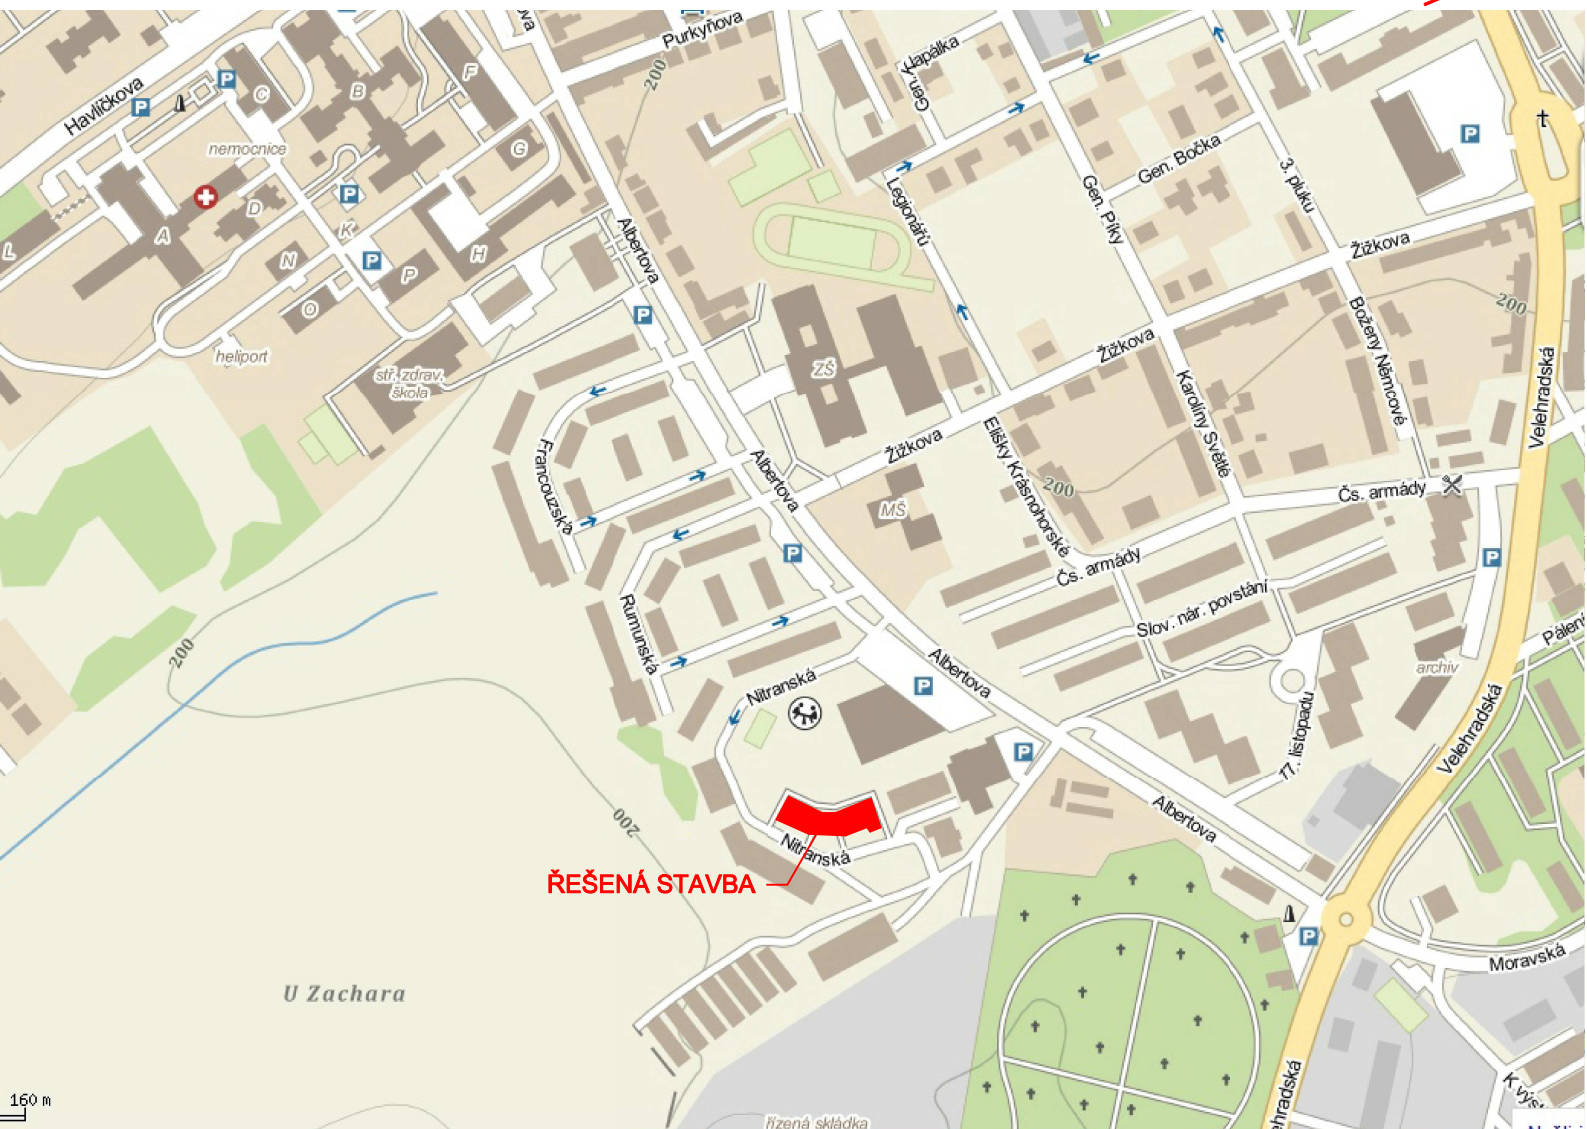 Purkyňova
200
Havlíčkova
P
P
F
C
B
nemocnice
G
P
D
A
K
L
N
P
P
H
O
heliport
stř. zdrav.
škola
Albertova
P
Gen. Hapálka
Gen. Bočka
3. pluku
P
Legionářů
Gen. Píky
Žižkova
Žižkova
Boženy Němcové
200
Velehradská
ZŠ
Karolíny Světlé
Francouzská
Albertova
Žižkova
Elišky Krásnohorské
200
Čs. armády
MŠ
P
Čs. armády
P
Rumunská
Slov. nár. povstání
200
Albertova
archiv
Nitranská
P
17. listopadu
Velehradská
P
Albertova
200
Nitranská
ŘEŠENÁ STAVBA
P
Moravská
U Zachara
160 m
řízená skládka